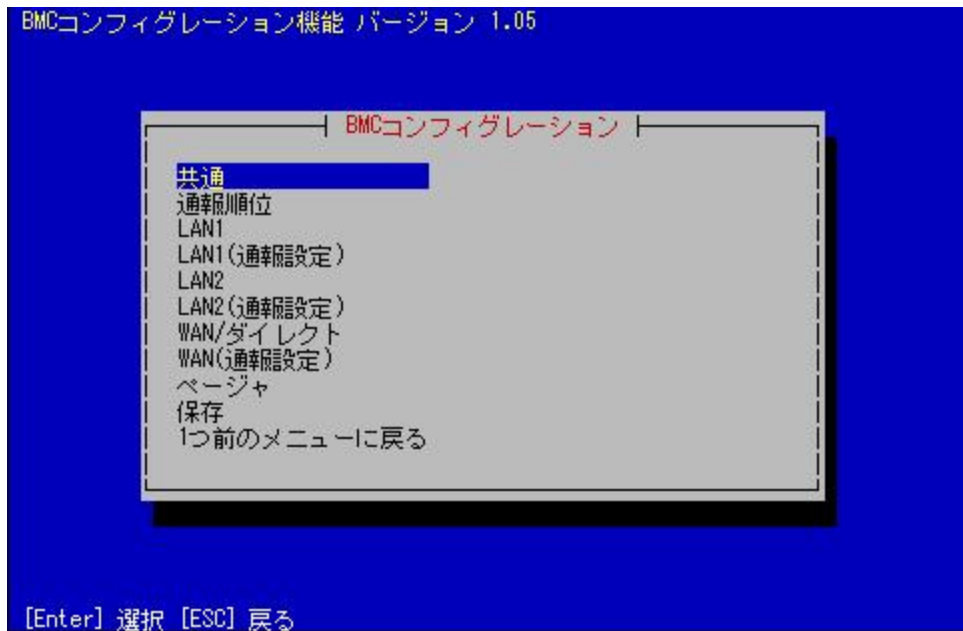 BMCコンフィグレーション機能 バージョン 1.05
BMCコンフィグレーション
共通
通報順位
LAN1
LAN1(通報設定)
LAN2
LAN2(通報設定)
WAN/ダイレクト
WAN(通報設定)
ページャ
保存
1つ前のメニューに戻る
[Enter] 選択 [ESC] 戻る